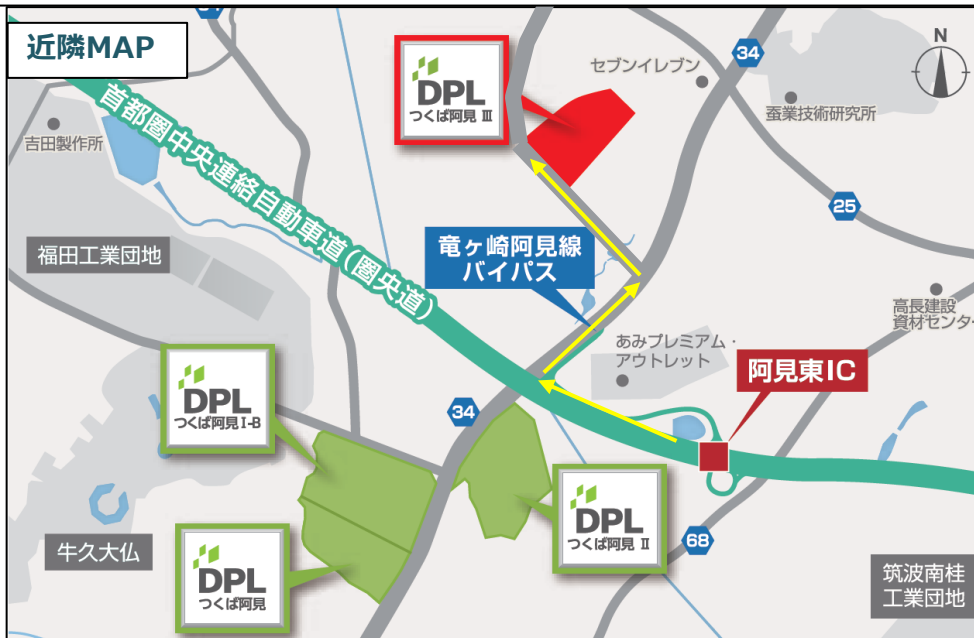 近隣MAP
31
34
N
セブンイレブン
DPL
つくば阿見 Ⅲ
蚕業技術研究所
吉田製作所
首都圏中央連絡自動車道(圏央道)
25
福田工業団地
竜ヶ崎阿見線
バイパス
高長建設
資材センター
あみプレミアム・
アウトレット
阿見東IC
DPL
つくば阿見Ⅰ-B
34
DPL
つくば阿見 Ⅱ
牛久大仏
68
DPL
つくば阿見
筑波南桂
工業団地